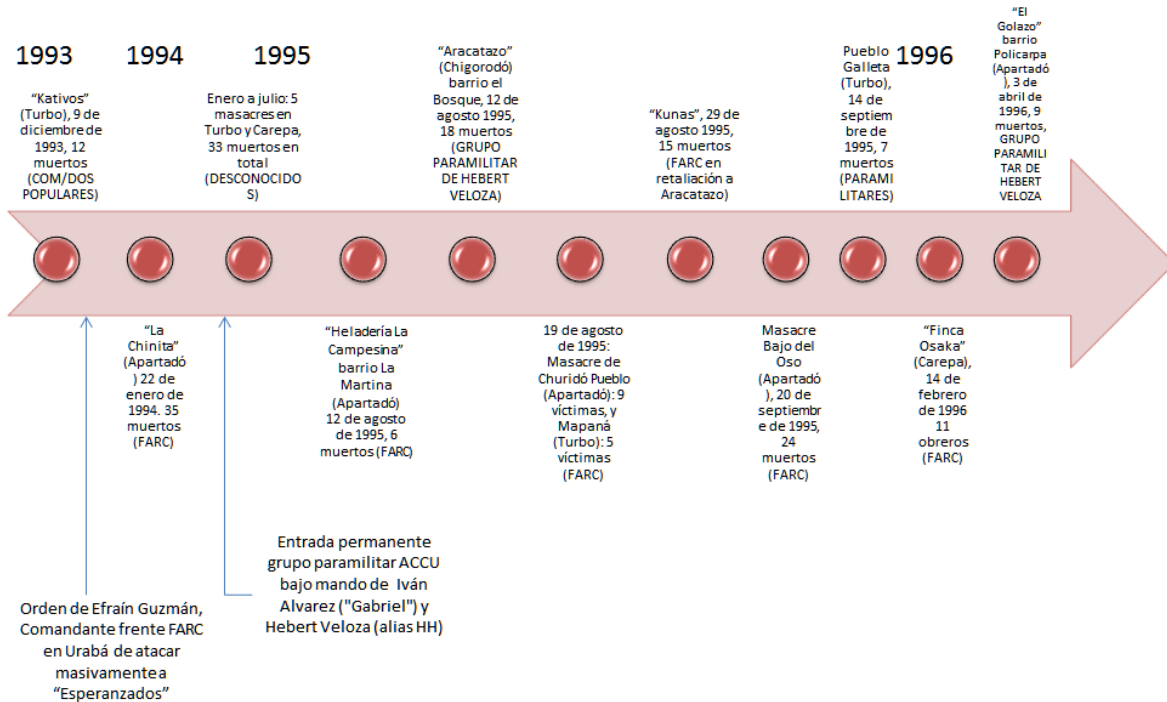 1993
"Kativos"
(Turbo), 9 de
diciembre de
1993, 12
muertos
(COM/DOS
POPULARES)
1994
1995
Enero a julio: 5
masacres en
Turbo y Carepa,
33 muertos en
total
(DESCONOCIDO
S)
"Aracatazo"
(Chigorodó)
barrio el
Bosque, 12 de
agosto 1995,
18 muertos
(GRUPO
PARAMILITAR
DE HEBERT
VELOZA)
"Kunas", 29 de
agosto 1995,
15 muertos
(FARC en
retaliación a
Aracatazo)
Pueblo
Galleta
(Turbo),
14 de
septiem
bre de
1995, 7
muertos
(PARAMI
LITARES)
1996
"El
Golazo"
barrio
Policarpa
(Apartadó
), 3 de
abril de
1996, 9
muertos,
GRUPO
PARAMILI
TAR DE
HEBERT
VELOZA
"La
Chinita"
(Apartadó
) 22 de
enero de
1994. 35
muertos
(FARC)
"Heladería La
Campesina"
barrio La
Martina
(Apartadó)
12 de agosto
de 1995, 6
muertos (FARC)
19 de agosto
de 1995:
Masacre de
Churidó Pueblo
(Apartadó): 9
víctimas, y
Mapaná
(Turbo): 5
víctimas
(FARC)
Masacre
Bajo del
Oso
(Apartadó
), 20 de
septiembr
e de 1995,
24
muertos
(FARC)
"Finca
Osaka"
(Carepa),
14 de
febrero
de 1996
11
obreros
(FARC)
Orden de Efraín Guzmán,
Comandante frente FARC
en Urabá de atacar
masivamente a
"Esperanzados"
Entrada permanente
grupo paramilitar ACCU
bajo mando de Iván
Alvarez ("Gabriel") y
Hebert Veloza (alias HH)